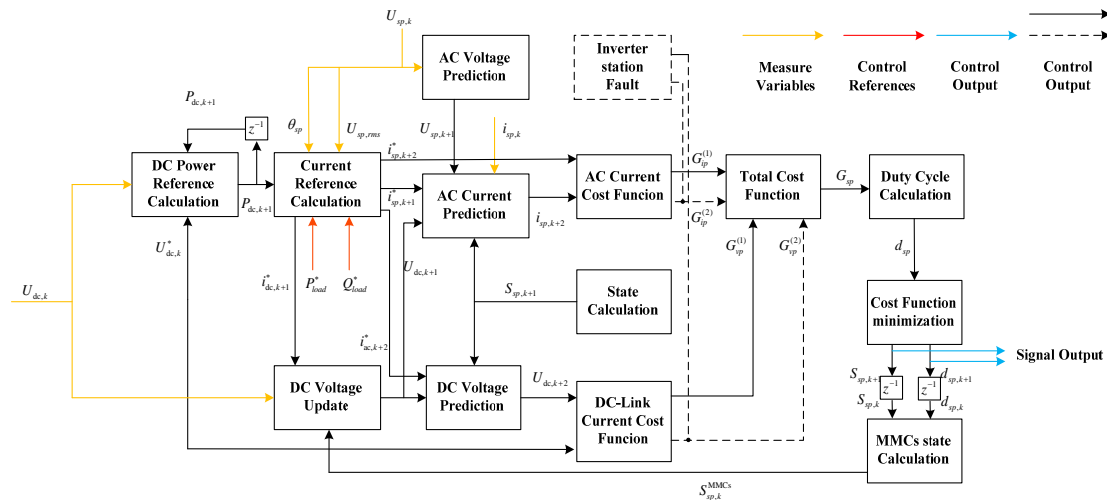 U_{sp,k}
AC Voltage
Prediction
Inverter
station
Fault
Measure
Variables
Control
References
Control
Output
Control
Output
P_{dc,k+1}
z^{-1}
θ_{sp}
U_{sp,rms}
U_{sp,k+1}
i_{sp,k}
i^{*}_{sp,k+2}
DC Power
Reference
Calculation
P_{dc,k+1}
Current
Reference
Calculation
i^{*}_{sp,k+1}
AC Current
Prediction
i_{sp,k+2}
AC Current
Cost Funcion
G_{ip}^{(1)}
G_{ip}^{(2)}
Total Cost
Function
G_{sp}
Duty Cycle
Calculation
U^{*}_{dc,k}
U_{dc,k}
i^{*}_{dc,k+1}
P^{*}_{load}
Q^{*}_{load}
U_{dc,k+1}
G_{vp}^{(1)}
G_{vp}^{(2)}
d_{sp}
S_{sp,k+1}
State
Calculation
Cost Function
minimization
i^{*}_{ac,k+2}
Signal Output
DC Voltage
Update
DC Voltage
Prediction
U_{dc,k+2}
DC-Link
Current Cost
Funcion
S_{sp,k+1}
z^{-1}
S_{sp,k}
d_{sp,k+1}
z^{-1}
d_{sp,k}
MMCs state
Calculation
S_{sp,k}^{MMCs}